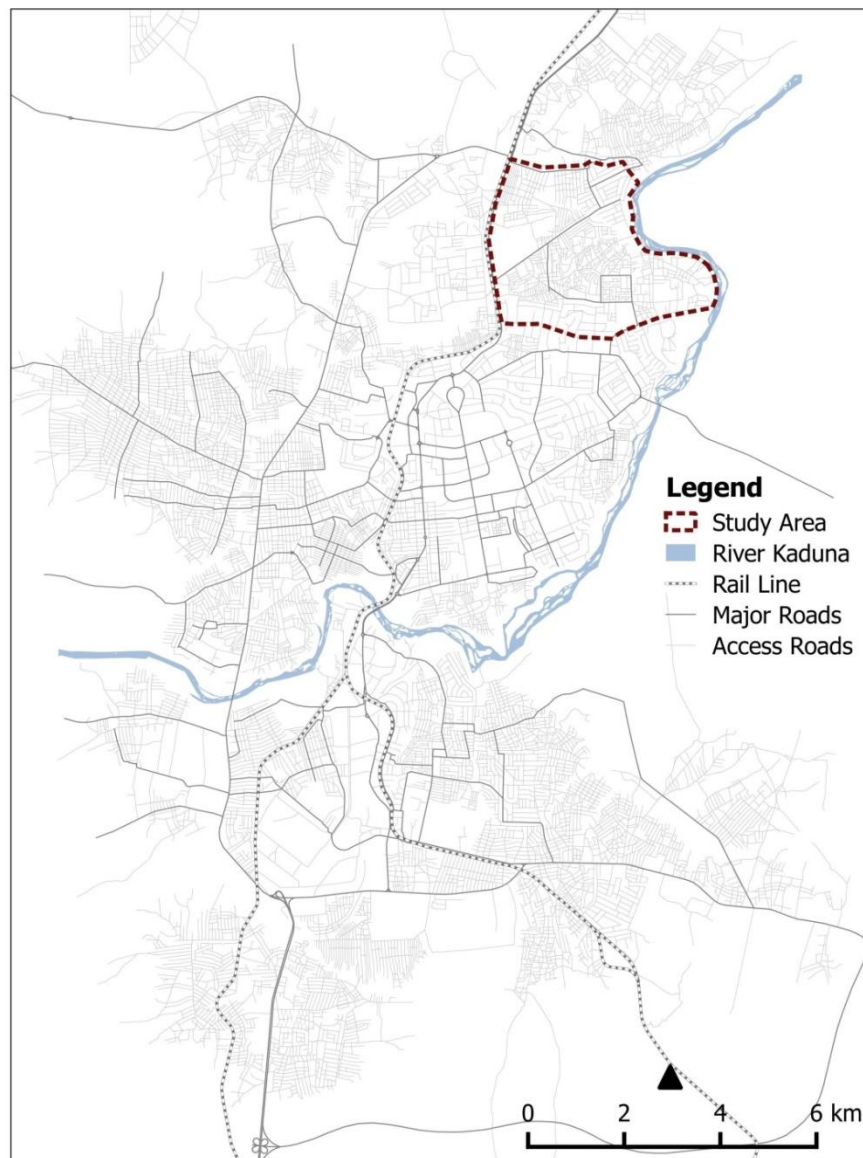 Legend
Study Area
River Kaduna
Rail Line
Major Roads
Access Roads
0 2 4 6 km